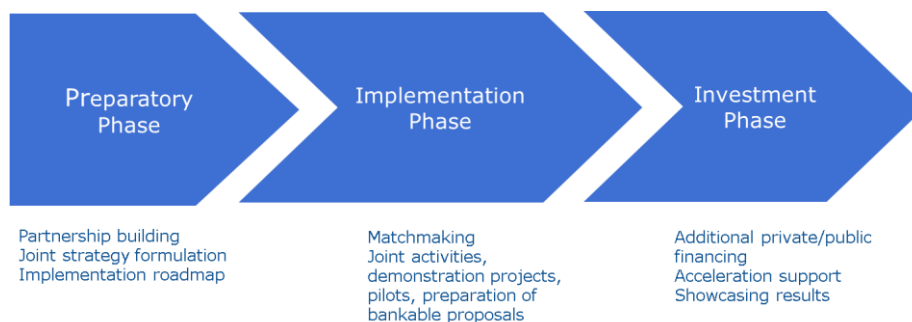 Preparatory
Phase
Implementation
Phase
Investment
Phase
Partnership building
Joint strategy formulation
Implementation roadmap
Matchmaking
Joint activities,
demonstration projects,
pilots, preparation of
bankable proposals
Additional private/public
financing
Acceleration support
Showcasing results